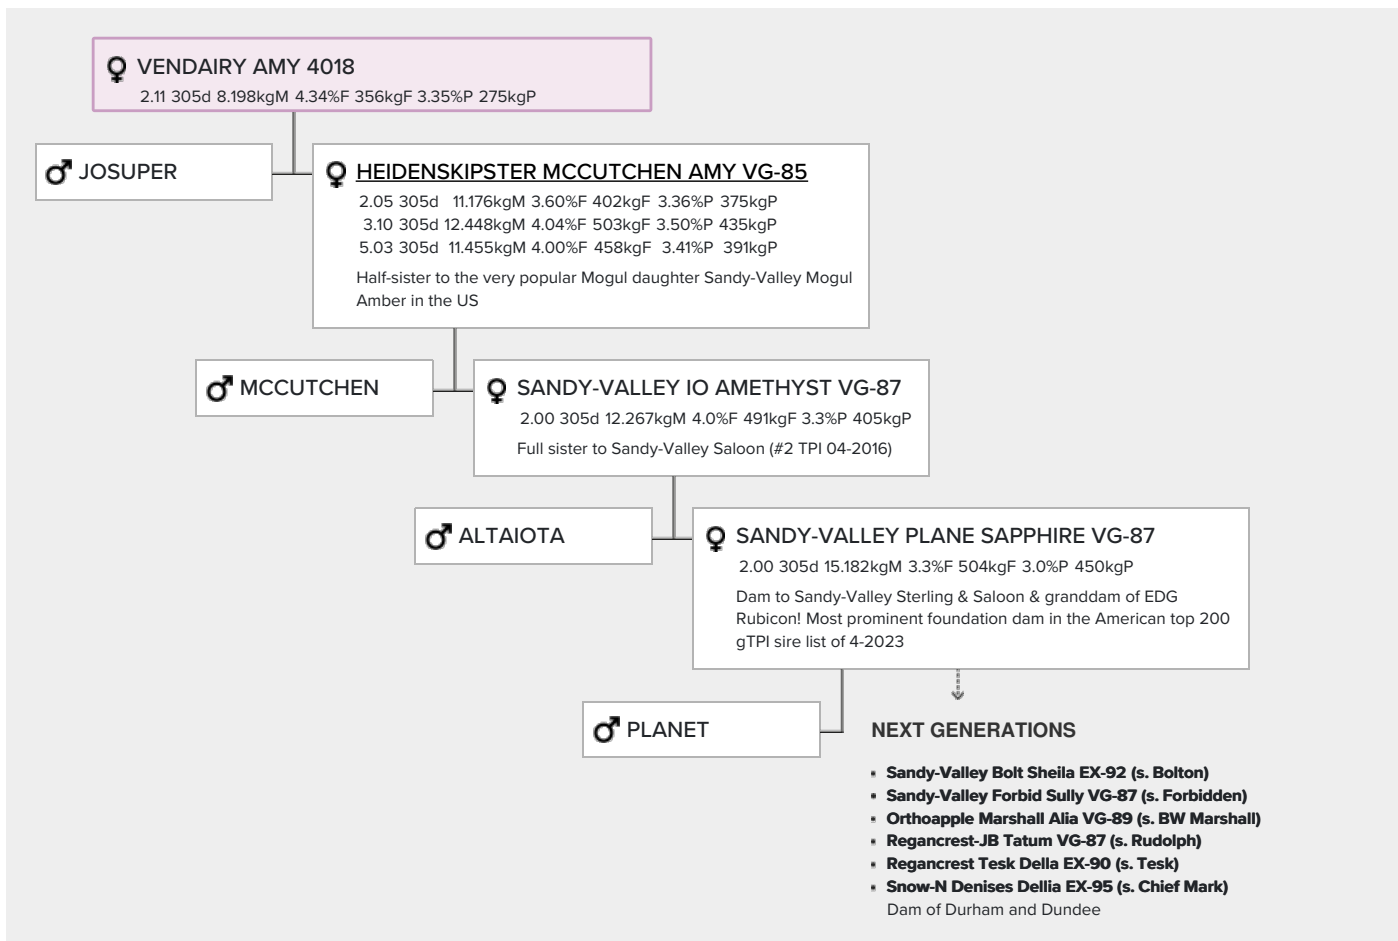 VENDAIRY AMY 4018
2.11 305d 8.198kgM 4.34%F 356kgF 3.35%P 275kgP
JOSUPER
HEIDENSKIPSTER MCCUTCHEN AMY VG-85
2.05 305d 11.176kgM 3.60%F 402kgF 3.36%P 375kgP
3.10 305d 12.448kgM 4.04%F 503kgF 3.50%P 435kgP
5.03 305d 11.455kgM 4.00%F 458kgF 3.41%P 391kgP
Half-sister to the very popular Mogul daughter Sandy-Valley Mogul
Amber in the US
MCCUTCHEN
SANDY-VALLEY IO AMETHYST VG-87
2.00 305d 12.267kgM 4.0%F 491kgF 3.3%P 405kgP
Full sister to Sandy-Valley Saloon (#2 TPI 04-2016)
ALTAIOTA
SANDY-VALLEY PLANE SAPPHIRE VG-87
2.00 305d 15.182kgM 3.3%F 504kgF 3.0%P 450kgP
Dam to Sandy-Valley Sterling & Saloon & granddam of EDG
Rubicon! Most prominent foundation dam in the American top 200
gTPI sire list of 4-2023
PLANET
NEXT GENERATIONS
Sandy-Valley Bolt Sheila EX-92 (s. Bolton)
Sandy-Valley Forbid Sully VG-87 (s. Forbidden)
Orthoapple Marshall Alia VG-89 (s. BW Marshall)
Regancrest-JB Tatum VG-87 (s. Rudolph)
Regancrest Tesk Della EX-90 (s. Tesk)
Snow-N Denises Dellia EX-95 (s. Chief Mark)
Dam of Durham and Dundee